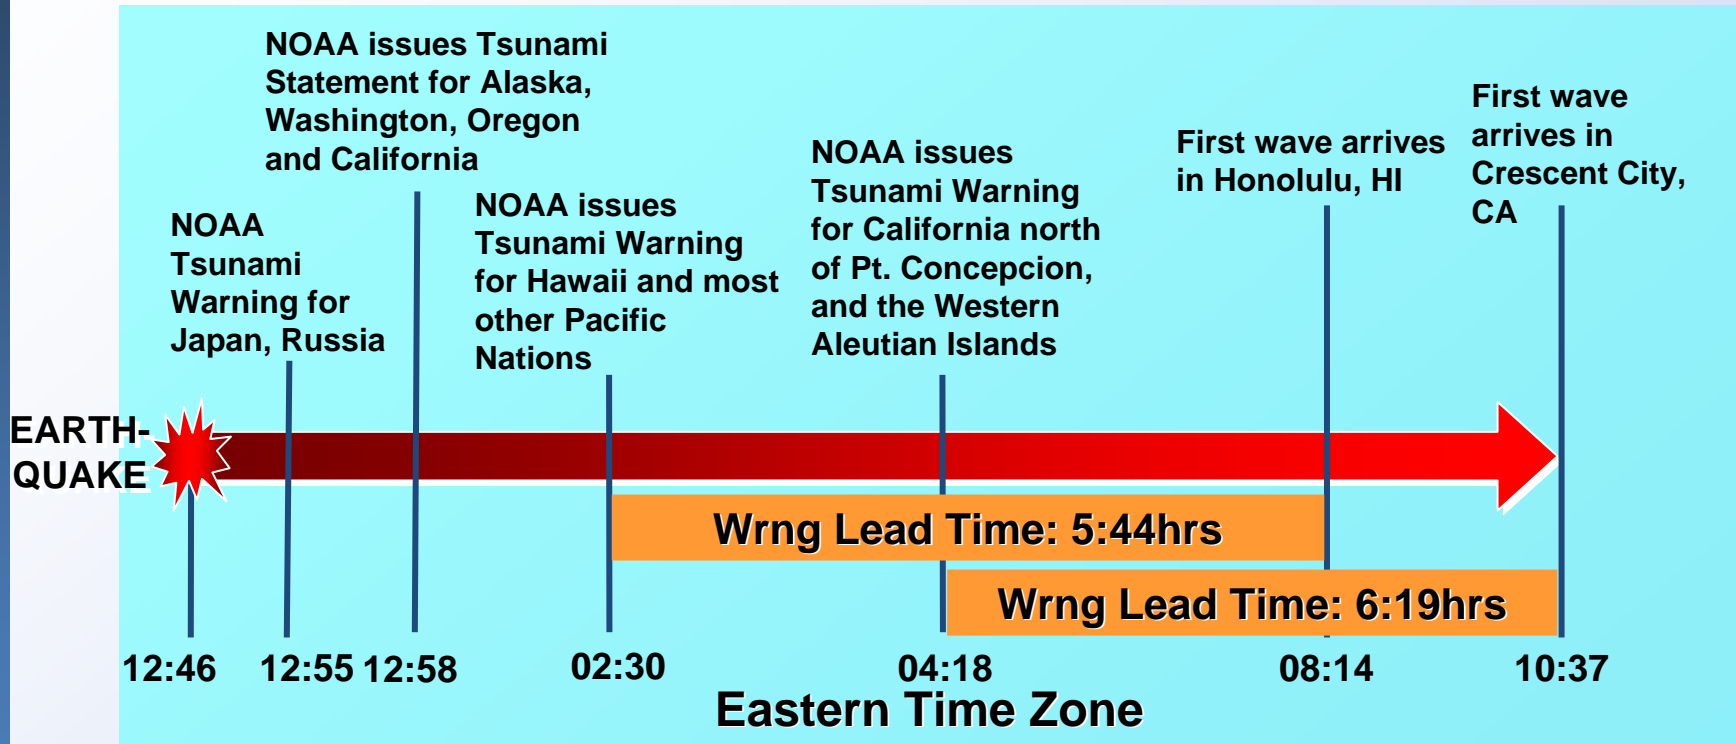 NOAA issues Tsunami
Statement for Alaska,
Washington, Oregon
and California
First wave
arrives in
Crescent City,
CA
First wave arrives
in Honolulu, HI
NOAA issues
Tsunami Warning
for California north
of Pt. Concepcion,
and the Western
Aleutian Islands
NOAA issues
Tsunami Warning
for Hawaii and most
other Pacific
Nations
NOAA
Tsunami
Warning for
Japan, Russia
EARTH-
QUAKE
Wrng Lead Time: 5:44hrs
Wrng Lead Time: 6:19hrs
12:46 12:55 12:58 02:30 04:18 08:14 10:37
Eastern Time Zone